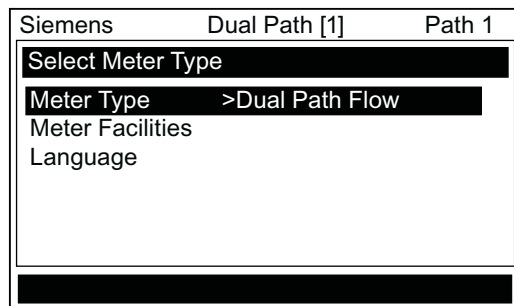 Siemens Dual Path [1] Path 1
Select Meter Type
Meter Type >Dual Path Flow
Meter Facilities
Language